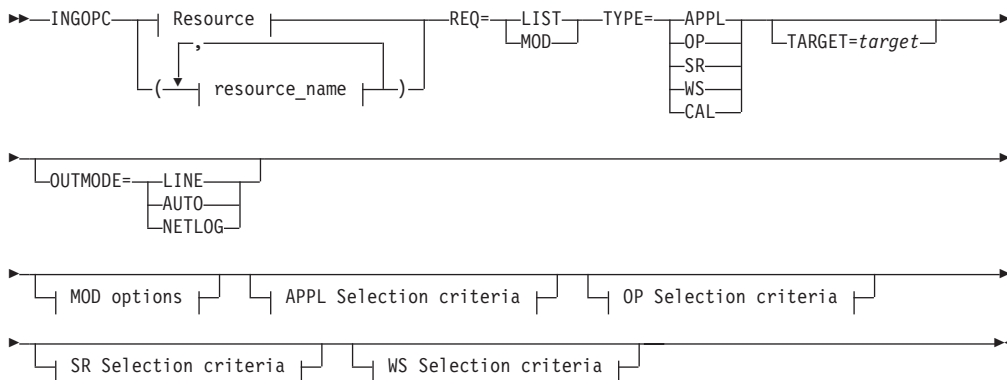 INGOPC Resource REQ= LIST TYPE= APPL
, MOD OP TARGET=target
( resource_name ) SR
WS
CAL
OUTMODE= LINE
AUTO
NETLOG
MOD options APPL Selection criteria OP Selection criteria
SR Selection criteria WS Selection criteria